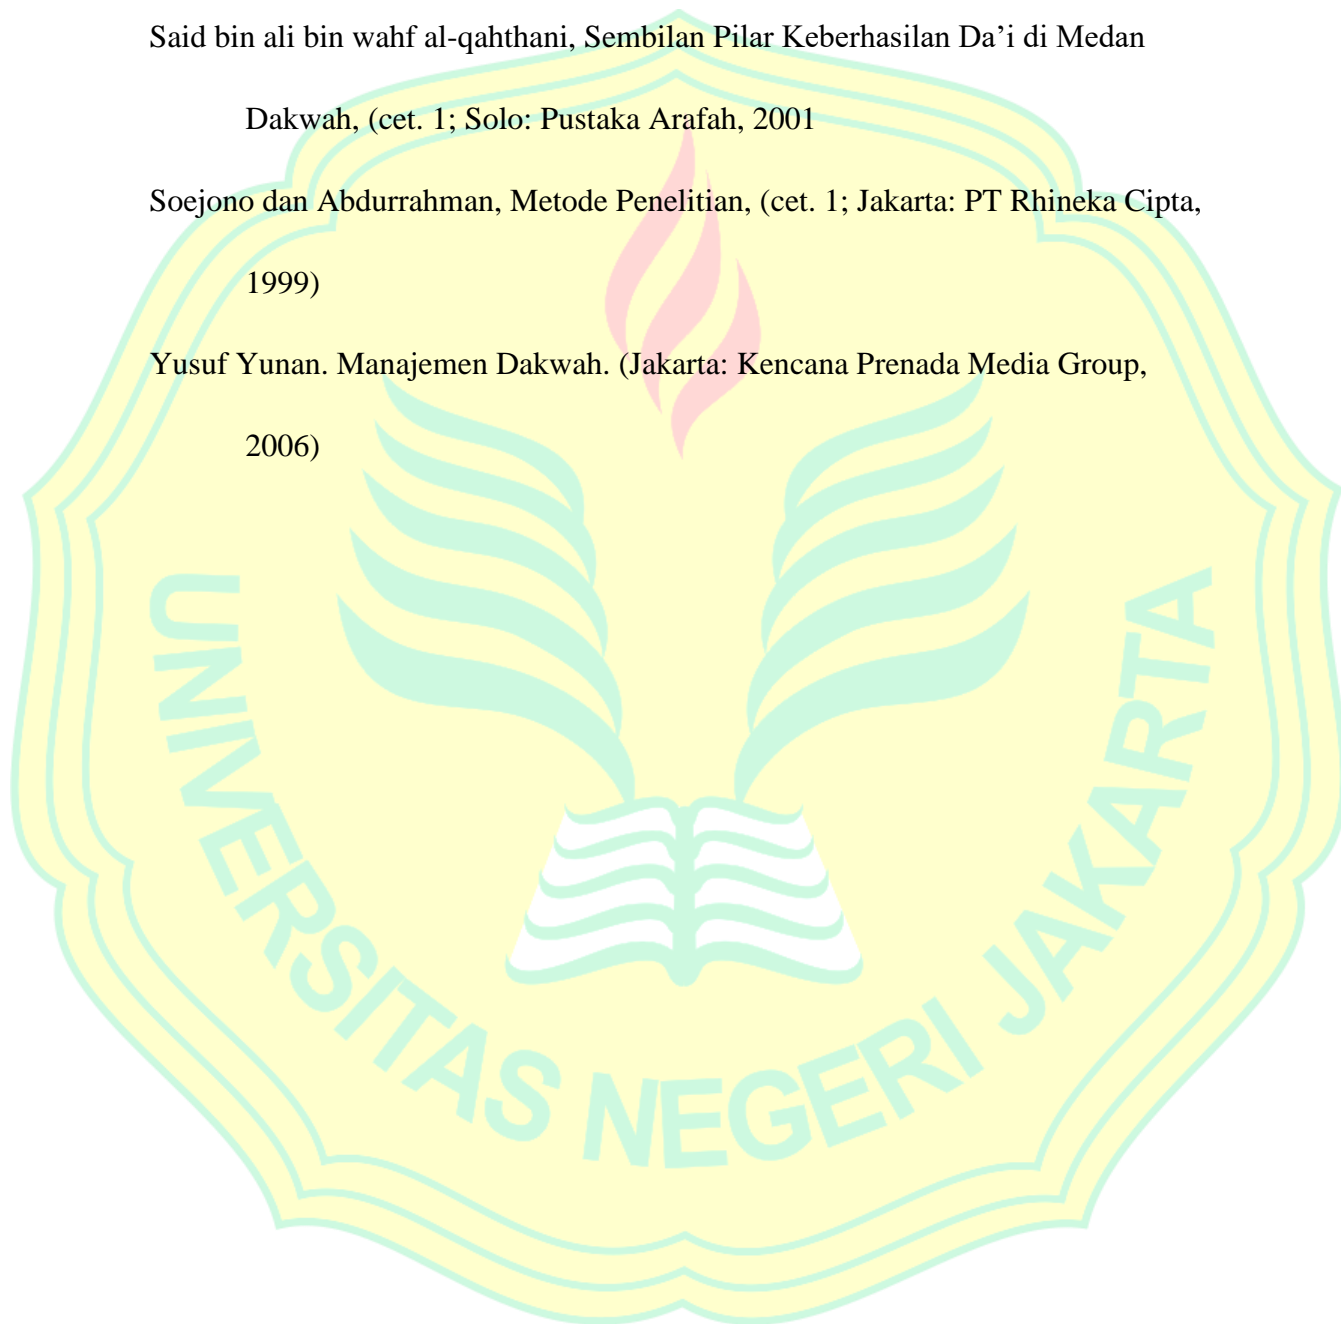 Said bin ali bin wahf al-qahthani, Sembilan Pilar Keberhasilan Da’i di Medan
Dakwah, (cet. 1; Solo: Pustaka Arafah, 2001
Soejono dan Abdurrahman, Metode Penelitian, (cet. 1; Jakarta: PT Rhineka Cipta,
1999)
Yusuf Yunan. Manajemen Dakwah. (Jakarta: Kencana Prenada Media Group,
2006)
UNIVERSITAS NEGERI JAKARTA